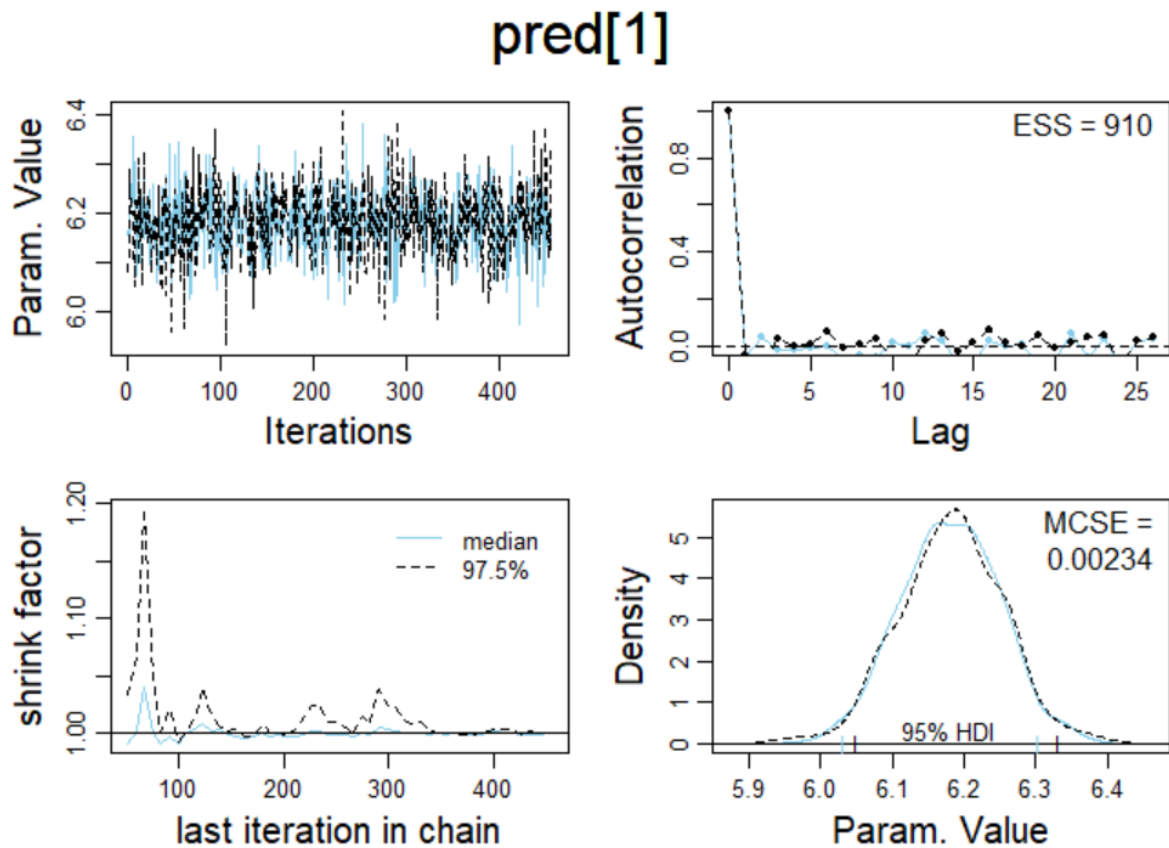 pred[1]
Param. Value
6.0
6.2
6.4
0
100
200
300
400
Iterations
Autocorrelation
0.0
0.4
0.8
ESS = 910
0
5
10
15
20
25
Lag
shrink factor
1.00
1.10
1.20
median
97.5%
100
200
300
400
last iteration in chain
Density
0
1
2
3
4
5
MCSE =
0.00234
95% HDI
5.9
6.0
6.1
6.2
6.3
6.4
Param. Value